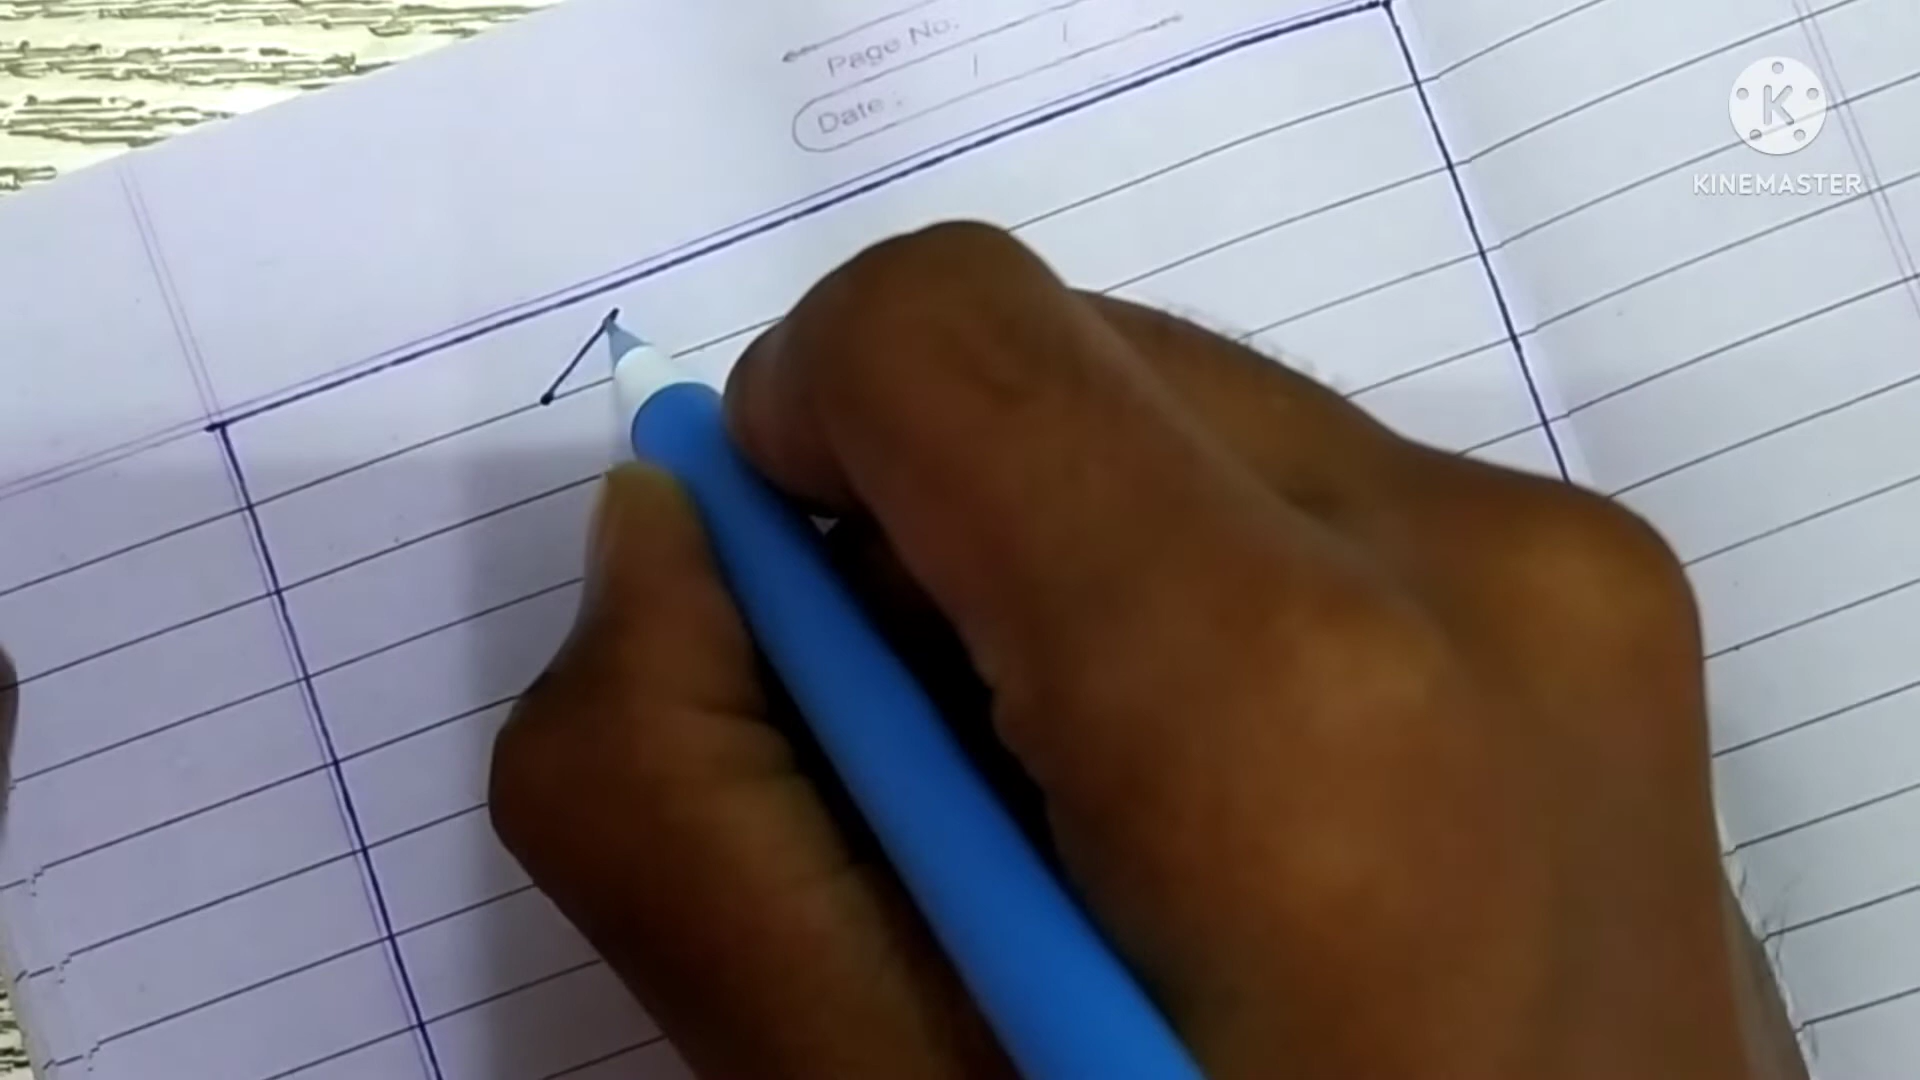 Page No.
Date : / /
KINEMASTER